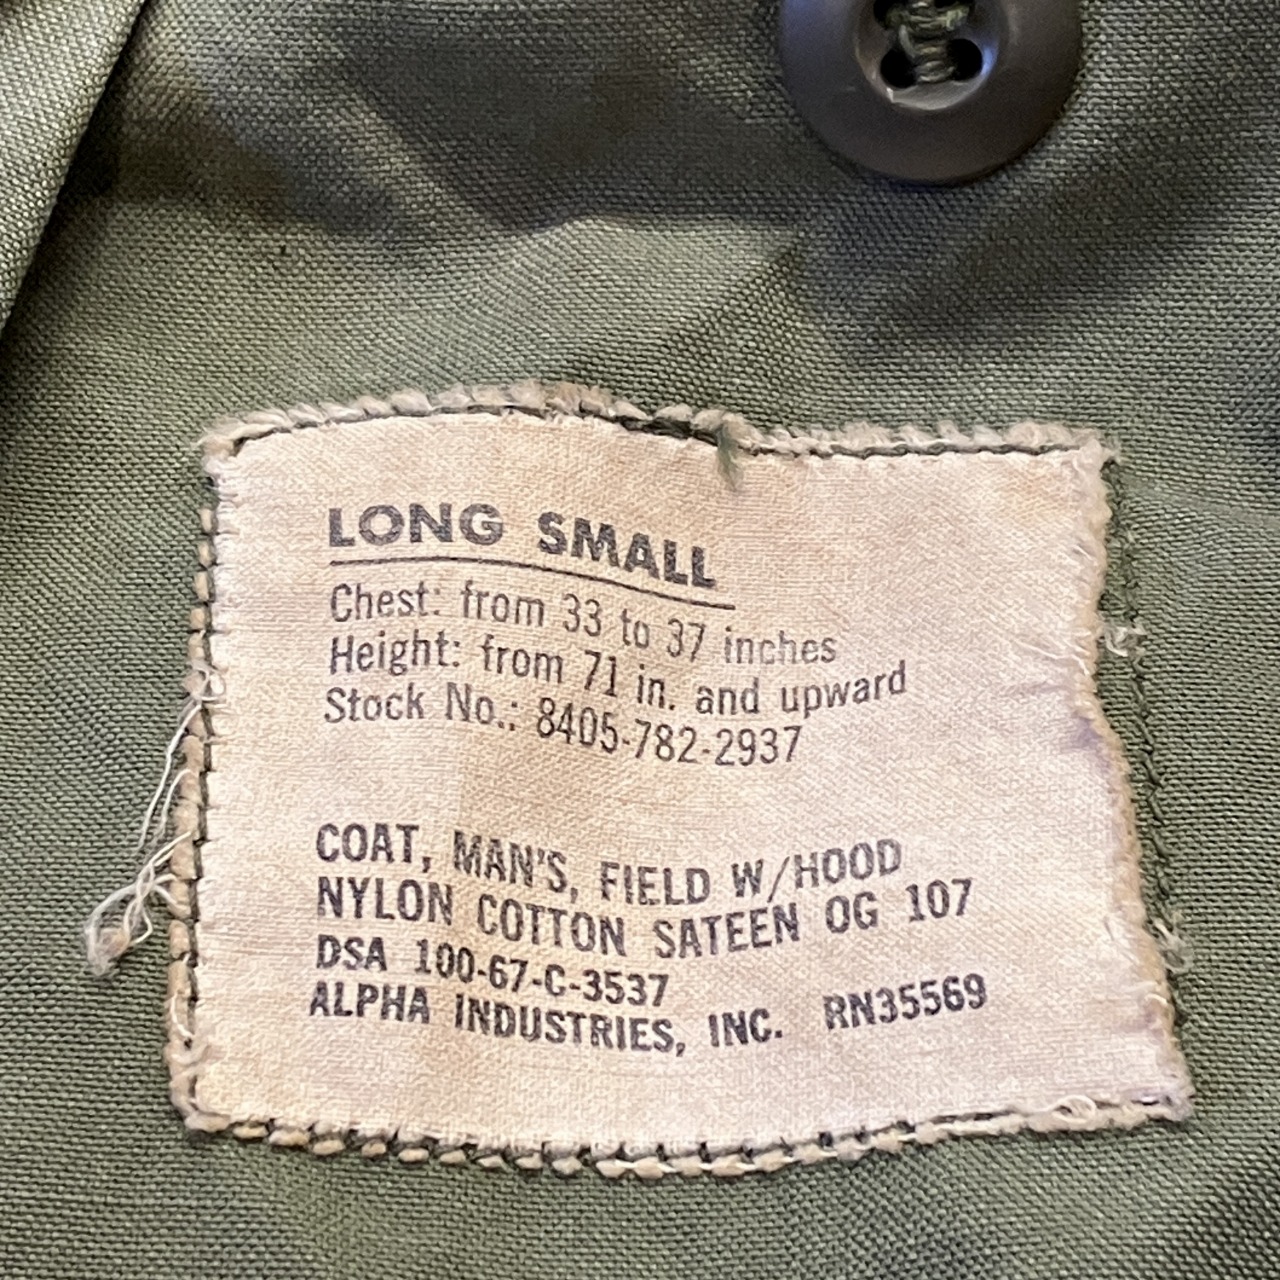 LONG SMALL
Chest: from 33 to 37 inches
Height: from 71 in. and upward
Stock No.: 8405-782-2937
COAT, MAN'S, FIELD W/HOOD
NYLON COTTON SATEEN OG 107
DSA 100-67-C-3537
ALPHA INDUSTRIES, INC. RN35569